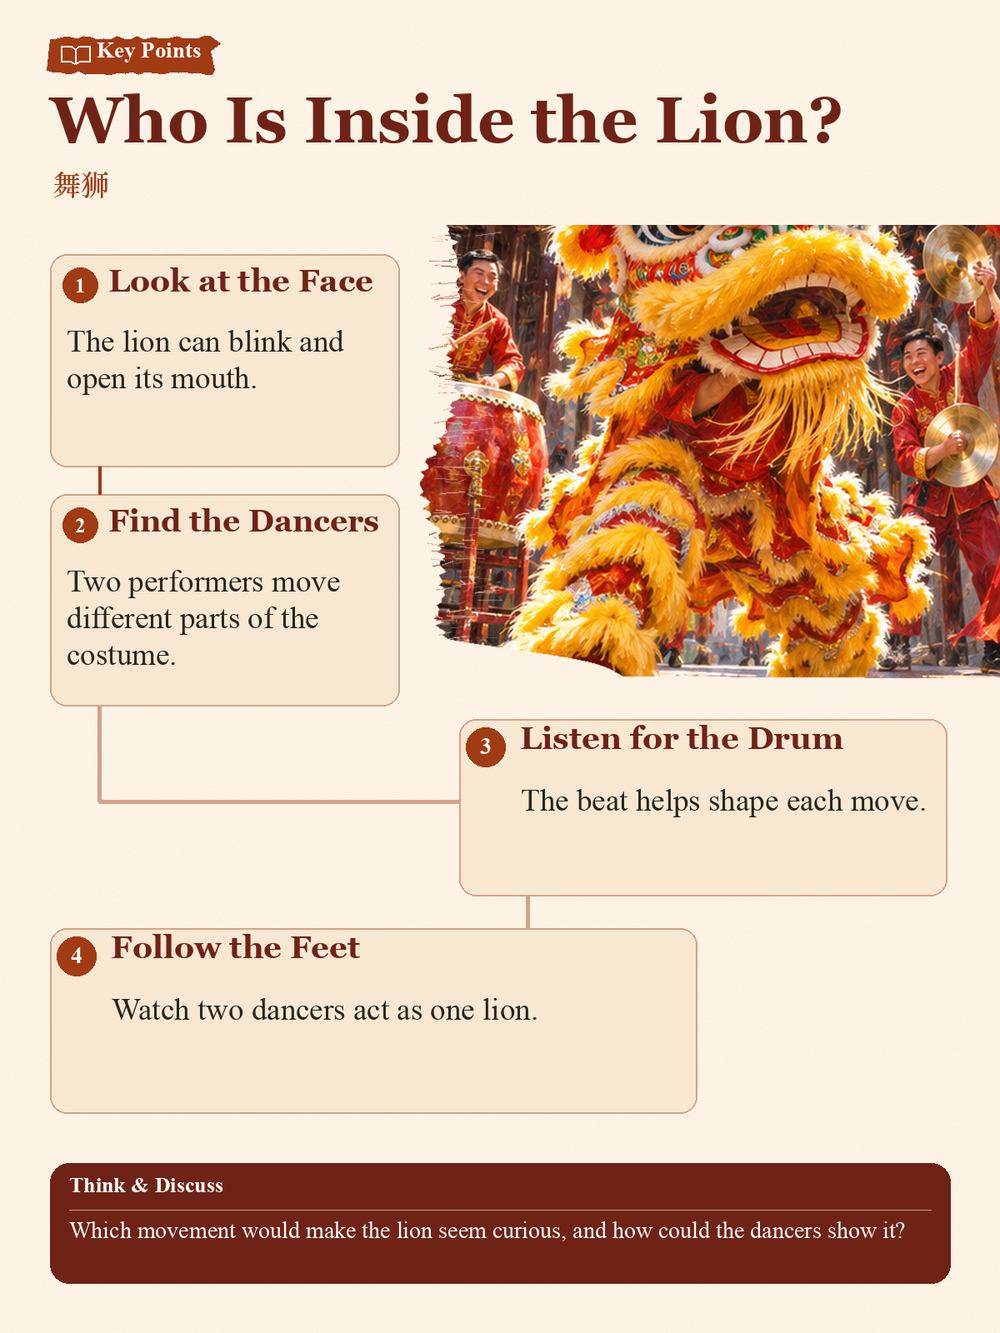 Key Points
Who Is Inside the Lion?
舞狮
1 Look at the Face
The lion can blink and
open its mouth.
2 Find the Dancers
Two performers move
different parts of the
costume.
3 Listen for the Drum
The beat helps shape each move.
4 Follow the Feet
Watch two dancers act as one lion.
Think & Discuss
Which movement would make the lion seem curious, and how could the dancers show it?